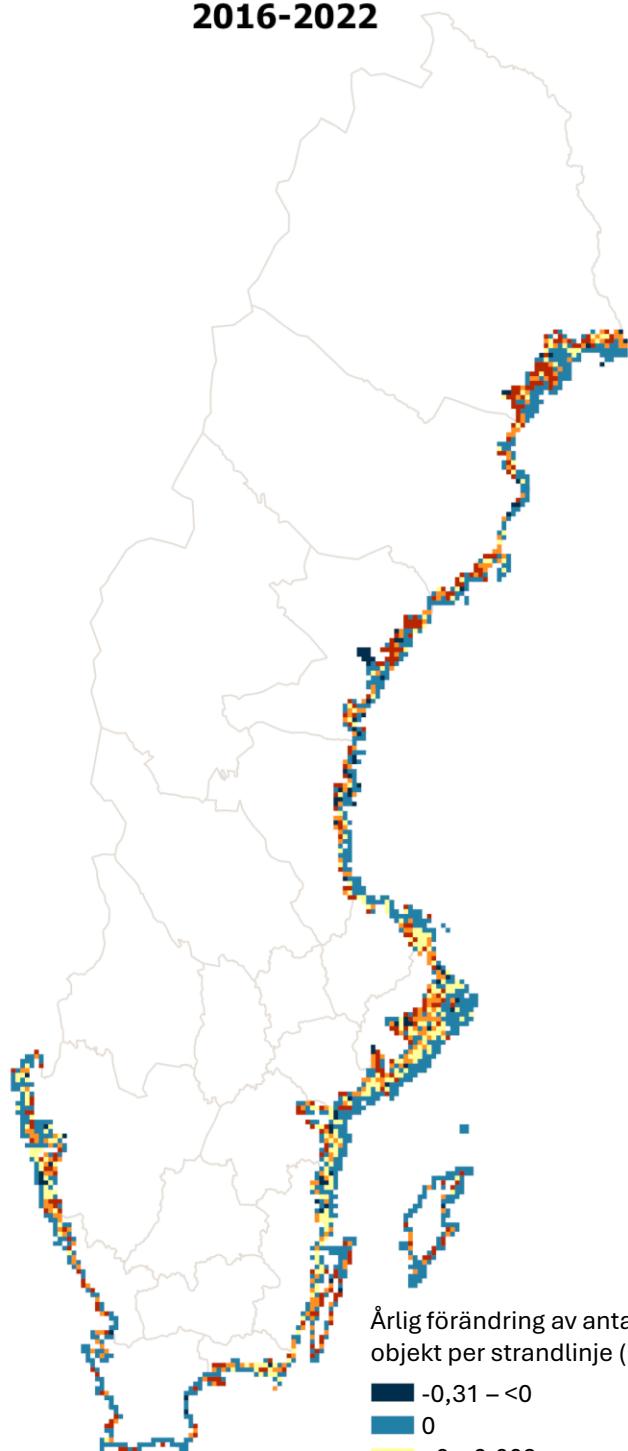 2016-2022
Årlig förändring av anta
objekt per strandlinje (
-0,31 – <0
0